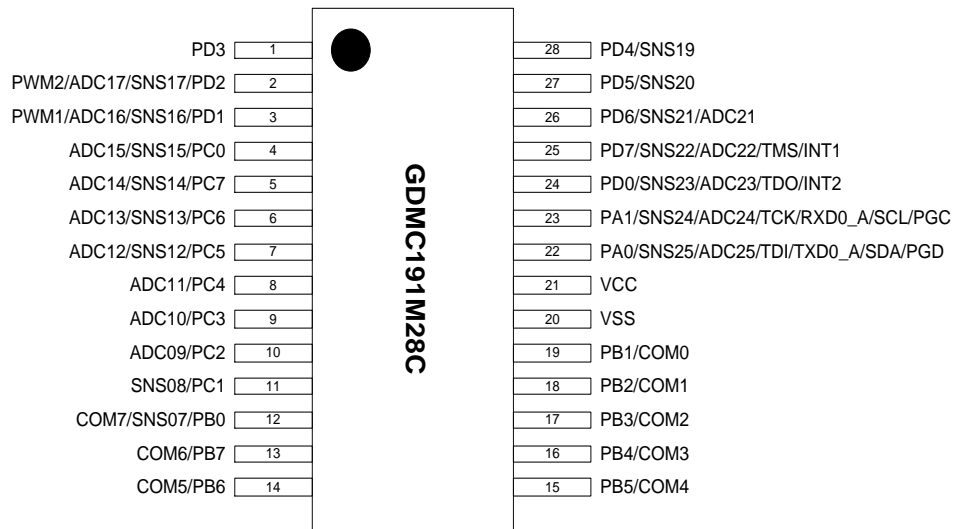 PD3 1
PWM2/ADC17/SNS17/PD2 2
PWM1/ADC16/SNS16/PD1 3
ADC15/SNS15/PC0 4
ADC14/SNS14/PC7 5
ADC13/SNS13/PC6 6
ADC12/SNS12/PC5 7
ADC11/PC4 8
ADC10/PC3 9
ADC09/PC2 10
SNS08/PC1 11
COM7/SNS07/PB0 12
COM6/PB7 13
COM5/PB6 14
GDMC191M28C
28 PD4/SNS19
27 PD5/SNS20
26 PD6/SNS21/ADC21
25 PD7/SNS22/ADC22/TMS/INT1
24 PD0/SNS23/ADC23/TDO/INT2
23 PA1/SNS24/ADC24/TCK/RXD0_A/SCL/PGC
22 PA0/SNS25/ADC25/TDI/TXD0_A/SDA/PGD
21 VCC
20 VSS
19 PB1/COM0
18 PB2/COM1
17 PB3/COM2
16 PB4/COM3
15 PB5/COM4